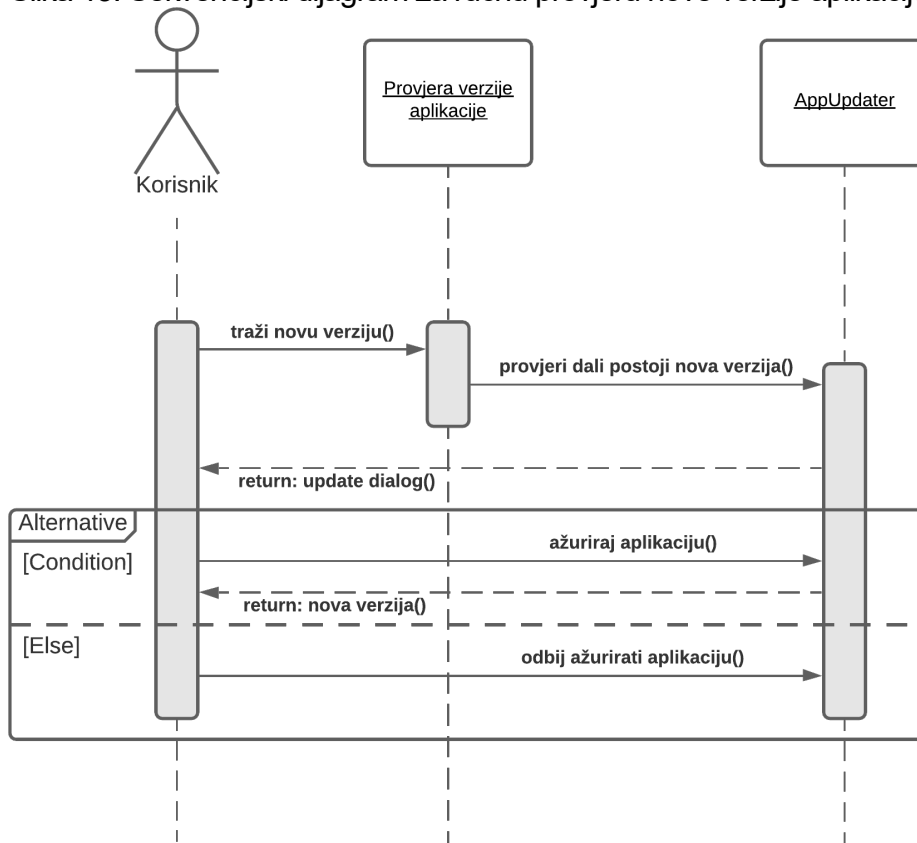 Provjera verzije
aplikacije
AppUpdater
Korisnik
traži novu verziju()
provjeri dali postoji nova verzija()
return: update dialog()
Alternative
[Condition]
ažuriraj aplikaciju()
return: nova verzija()
[Else]
odbij ažurirati aplikaciju()